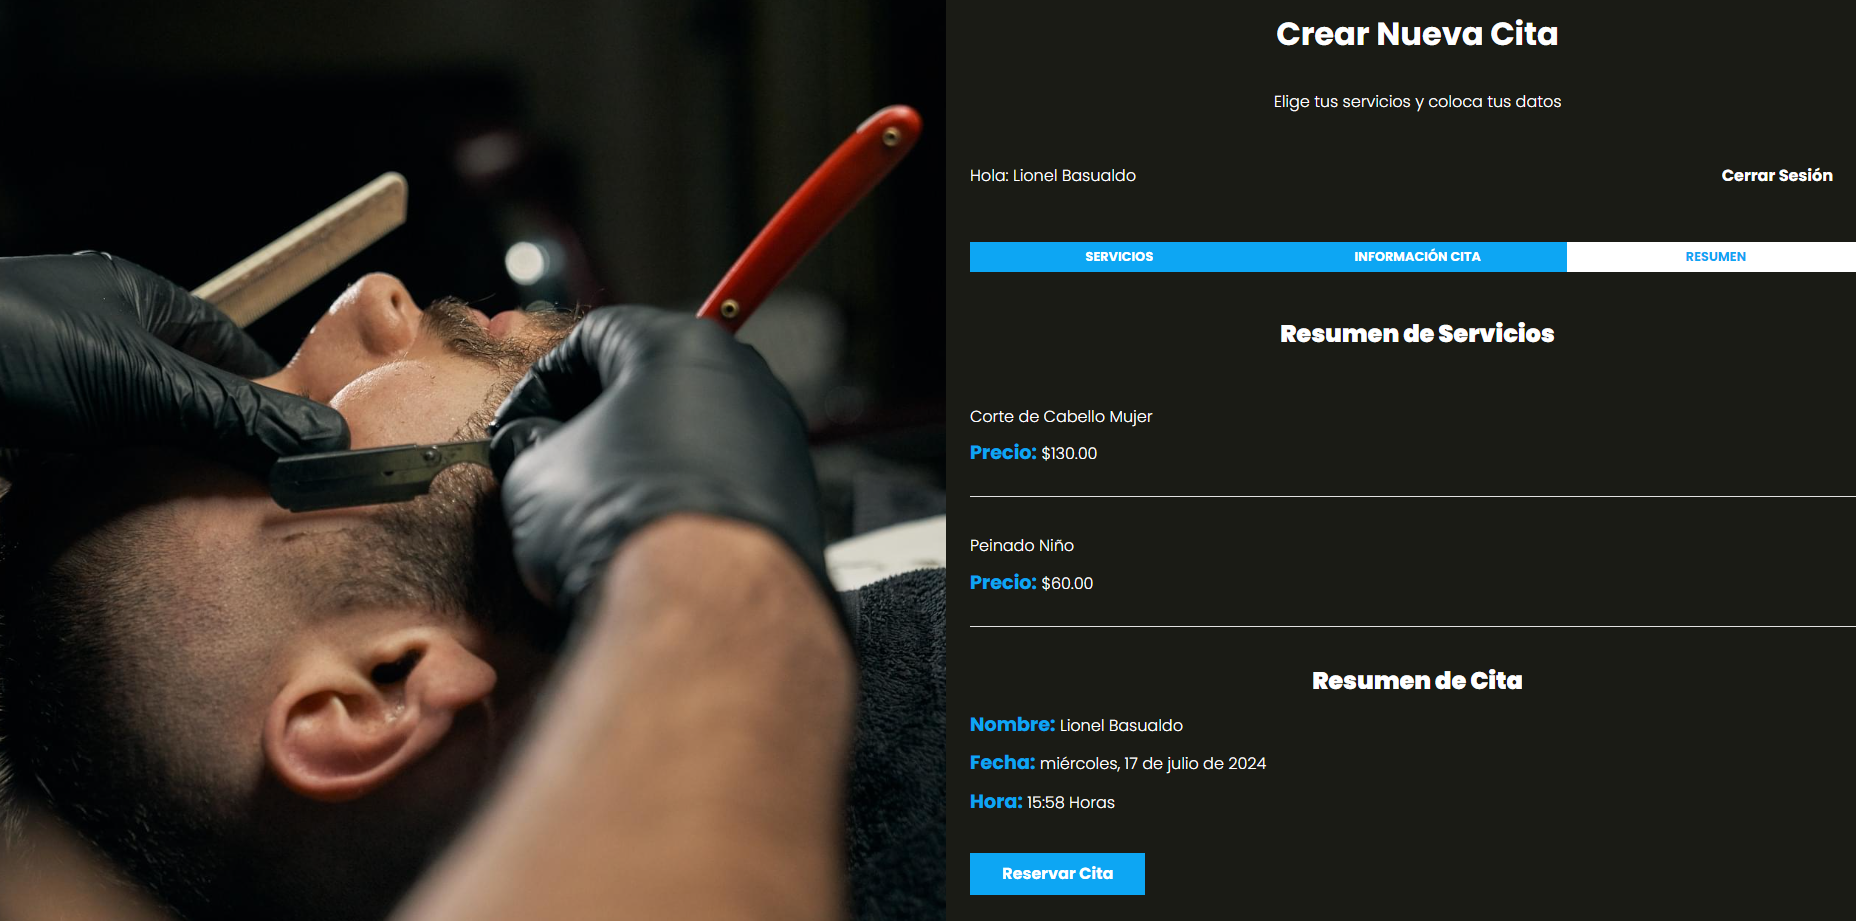 Crear Nueva Cita
Elige tus servicios y coloca tus datos
Hola: Lionel Basualdo
Cerrar Sesión
SERVICIOS
INFORMACIÓN CITA
RESUMEN
Resumen de Servicios
Corte de Cabello Mujer
Precio: $130.00
Peinado Niño
Precio: $60.00
Resumen de Cita
Nombre: Lionel Basualdo
Fecha: miércoles, 17 de julio de 2024
Hora: 15:58 Horas
Reservar Cita